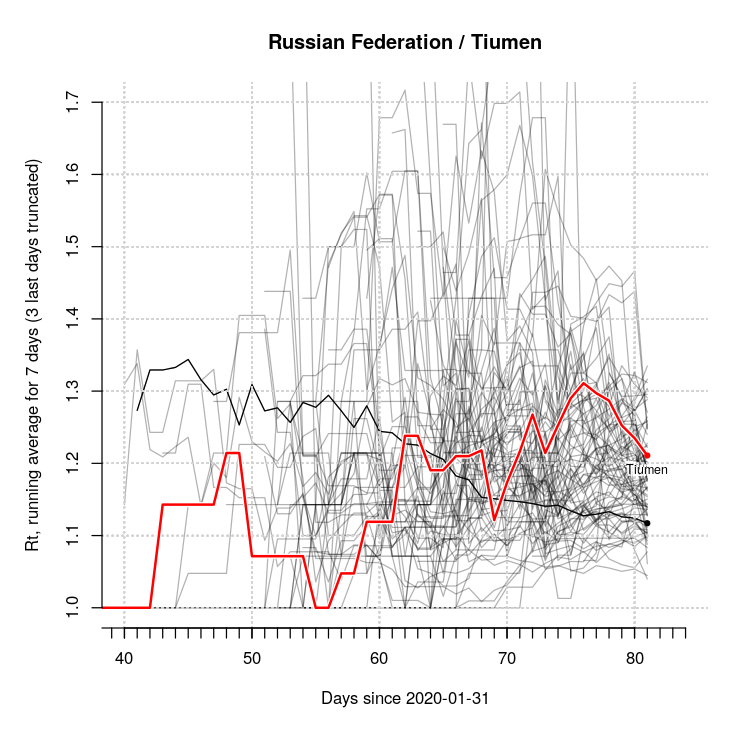 Russian Federation / Tiumen
Rt, running average for 7 days (3 last days truncated)
1.7
1.6
1.5
1.4
1.3
1.2
1.1
1.0
Tiumen
40 50 60 70 80
Days since 2020-01-31